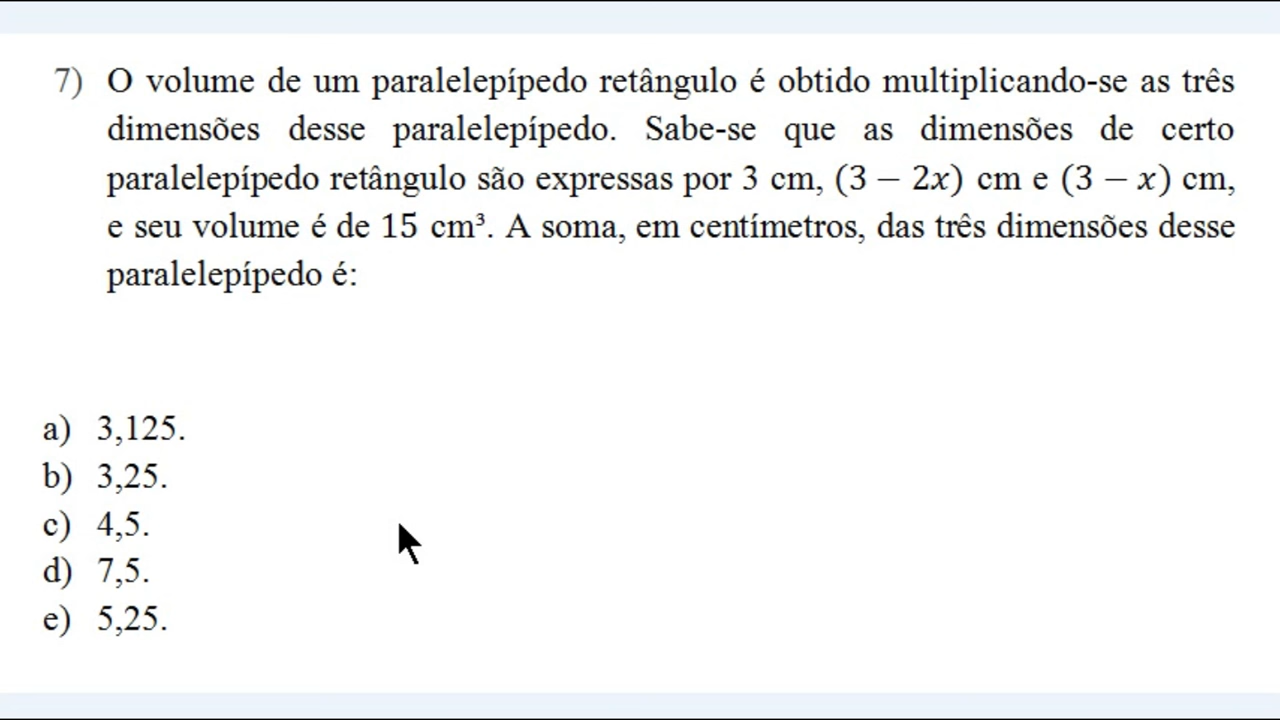 7) O volume de um paralelepípedo retângulo é obtido multiplicando-se as três
dimensões desse paralelepípedo. Sabe-se que as dimensões de certo
paralelepípedo retângulo são expressas por 3 cm, (3 − 2x) cm e (3 − x) cm,
e seu volume é de 15 cm³. A soma, em centímetros, das três dimensões desse
paralelepípedo é:
a) 3,125.
b) 3,25.
c) 4,5.
d) 7,5.
e) 5,25.